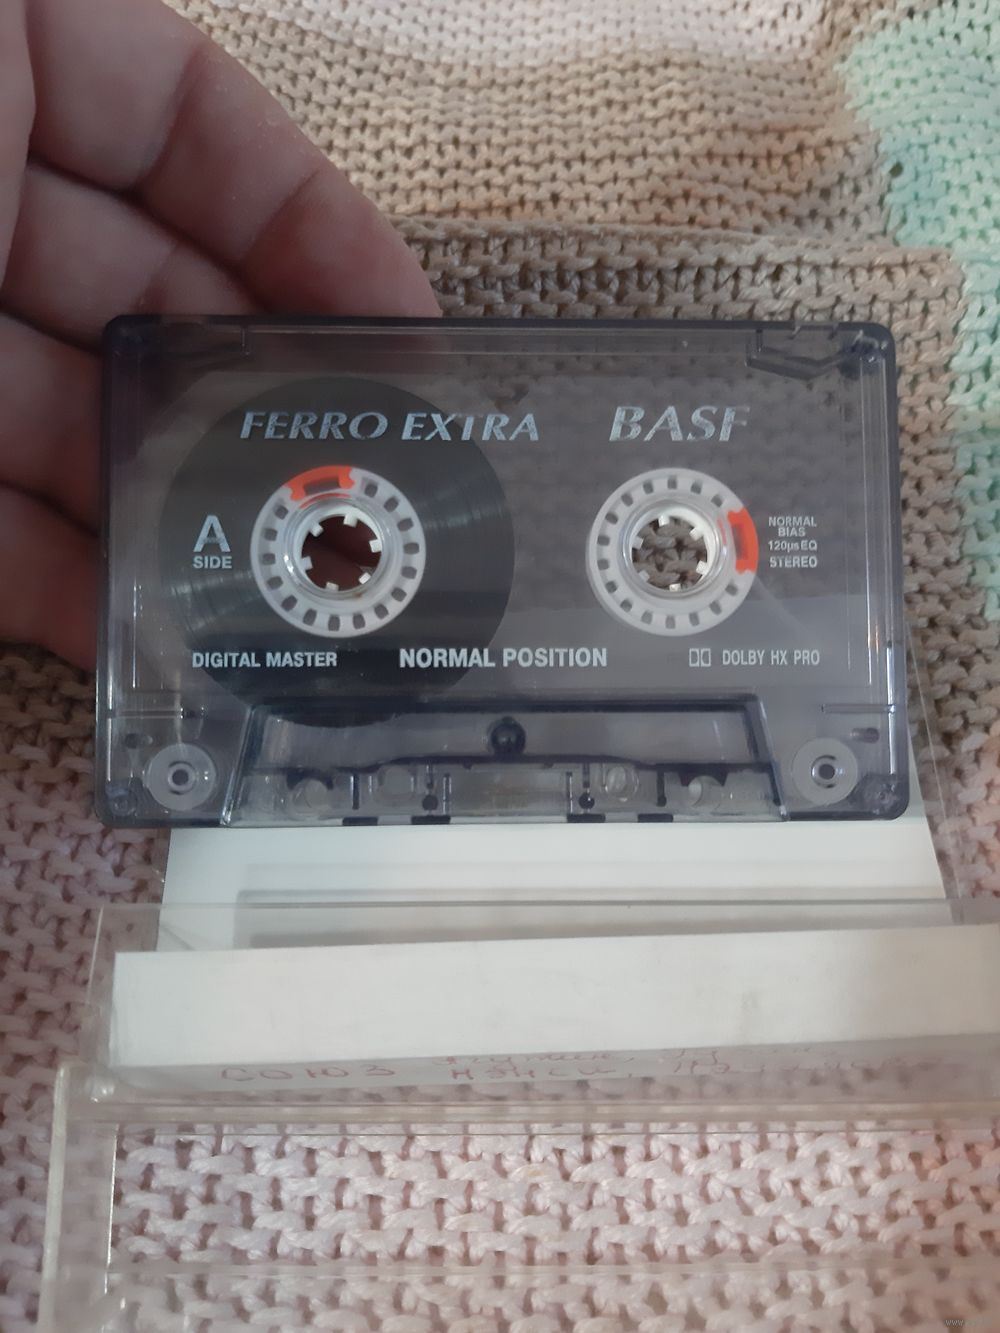 FERRO EXTRA BASF
A
SIDE
NORMAL
BIAS
120µs EQ
STEREO
DIGITAL MASTER NORMAL POSITION DOLBY HX PRO
СОЮЗ